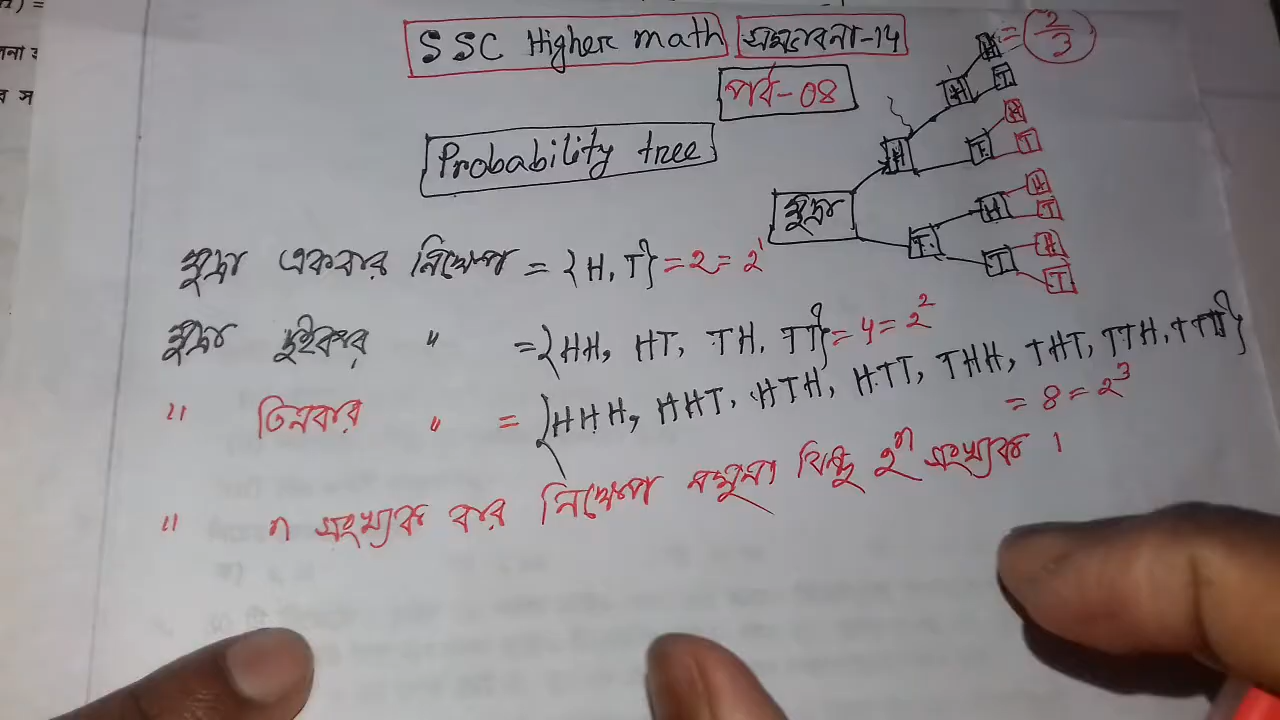 SSC Higher math সম্ভাবনা-14
পর্ব-08
Probability tree
= 2/3
মুদ্রা
H T
H T H T
H T H T H T H T
মুদ্রা একবার নিক্ষেপ = {H, T} = 2 = 2¹
মুদ্রা দুইবার " = {HH, HT, TH, TT} = 4 = 2²
" তিনবার " = {HHH, HHT, HTH, HTT, THH, THT, TTH, TTT}
= 8 = 2³
" n সংখ্যক বার নিক্ষেপ নমুনা বিন্দু 2ⁿ সংখ্যক ।